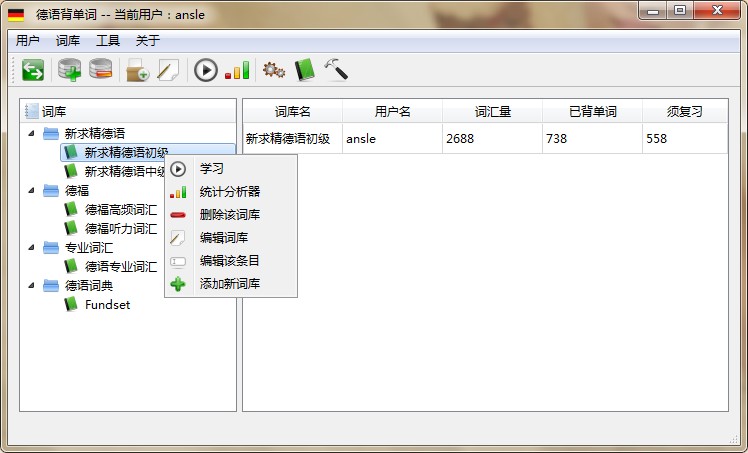 德语背单词 -- 当前用户：ansle
用户 词库 工具 关于
词库
新求精德语
新求精德语初级
新求精德语中级
德福
德福高频词汇
德福听力词汇
专业词汇
德语专业词汇
德语词典
Fundset
学习
统计分析器
删除该词库
编辑词库
编辑该条目
添加新词库
词库名 用户名 词汇量 已背单词 须复习
新求精德语初级 ansle 2688 738 558